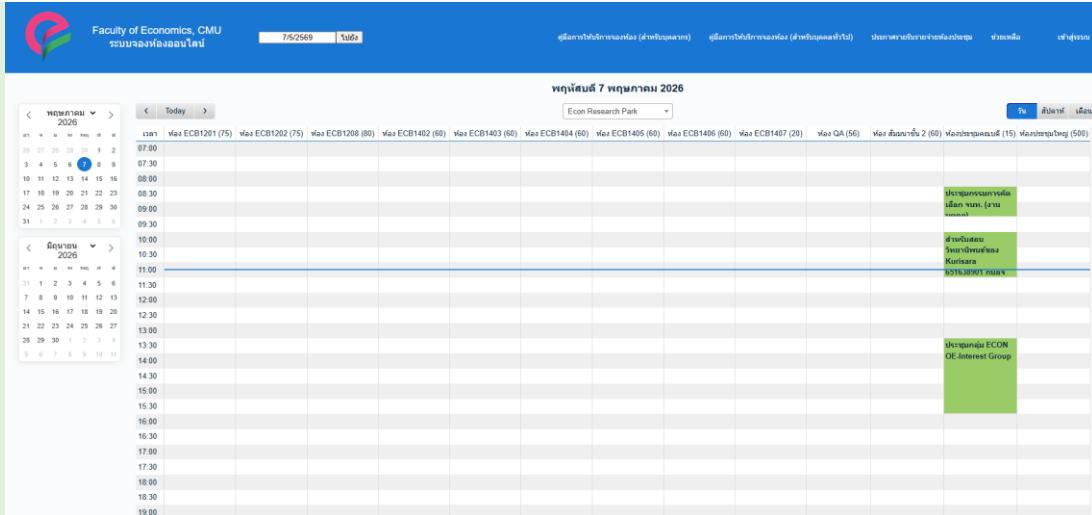 Faculty of Economics, CMU
ระบบจองห้องออนไลน์
7/5/2569 ไปยัง
คู่มือการให้บริการจองห้อง (สำหรับบุคลากร) คู่มือการให้บริการจองห้อง (สำหรับบุคคลทั่วไป) ประกาศรายรับรายจ่ายห้องประชุม ช่วยเหลือ เข้าสู่ระบบ
พฤหัสบดี 7 พฤษภาคม 2026
พฤษภาคม
2026
อา จ อ พ พฤ ศ ส
26 27 28 29 30 1 2
3 4 5 6 7 8 9
10 11 12 13 14 15 16
17 18 19 20 21 22 23
24 25 26 27 28 29 30
31 1 2 3 4 5 6
มิถุนายน
2026
อา จ อ พ พฤ ศ ส
31 1 2 3 4 5 6
7 8 9 10 11 12 13
14 15 16 17 18 19 20
21 22 23 24 25 26 27
28 29 30 1 2 3 4
5 6 7 8 9 10 11
Today
Econ Research Park
วัน สัปดาห์ เดือน
เวลา ห้อง ECB1201 (75) ห้อง ECB1202 (75) ห้อง ECB1208 (80) ห้อง ECB1402 (60) ห้อง ECB1403 (60) ห้อง ECB1404 (60) ห้อง ECB1405 (60) ห้อง ECB1406 (60) ห้อง ECB1407 (20) ห้อง QA (56) ห้อง สัมมนาชั้น 2 (60) ห้องประชุมคณบดี (15) ห้องประชุมใหญ่ (500)
07:00
07:30
08:00
08:30
09:00
09:30
10:00
10:30
11:00
11:30
12:00
12:30
13:00
13:30
14:00
14:30
15:00
15:30
16:00
16:30
17:00
17:30
18:00
18:30
19:00
ประชุมกรรมการคัด
เลือก จนท. (งาน
สำหรับสอบ
วิทยานิพนธ์ของ
Kurisara
651638901
ประชุมกลุ่ม ECON
OE-Interest Group